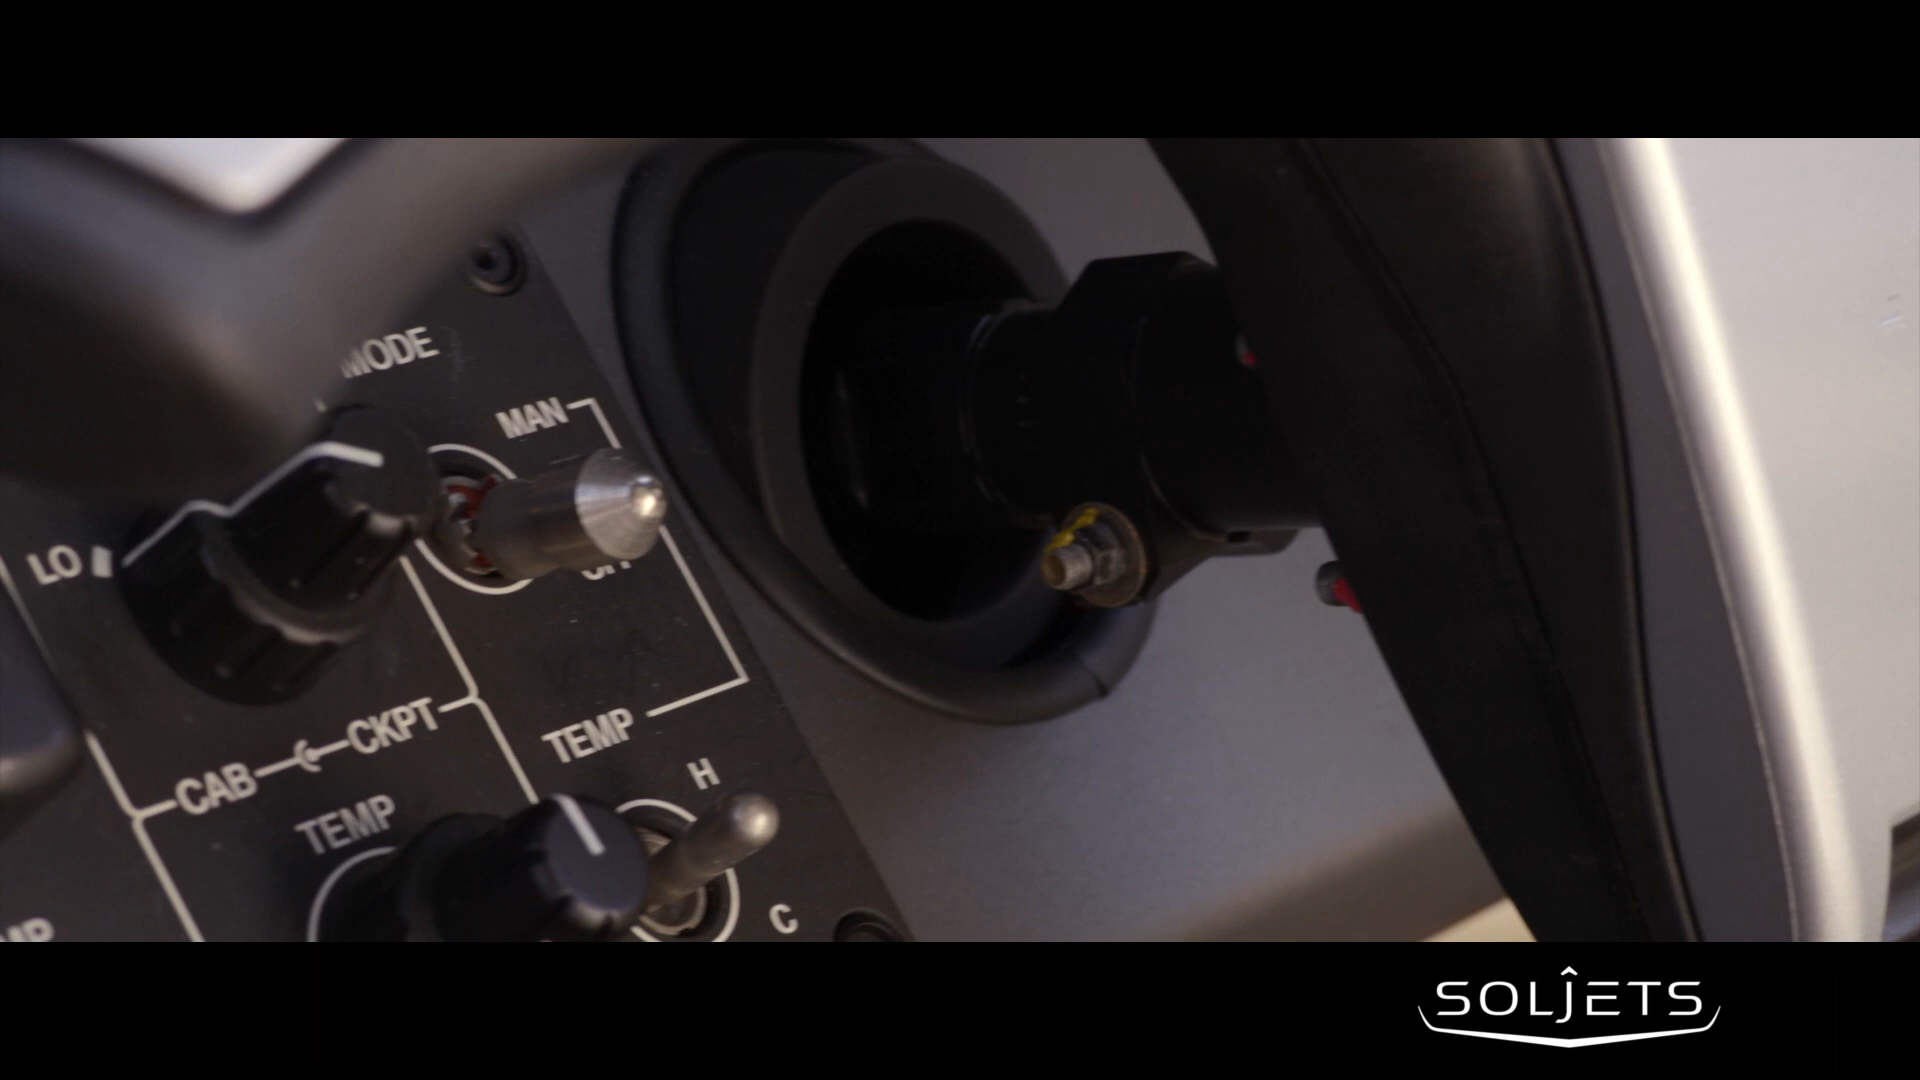 MODE
MAN
LO
CAB
CKPT
TEMP
TEMP
H
C
SOLJETS